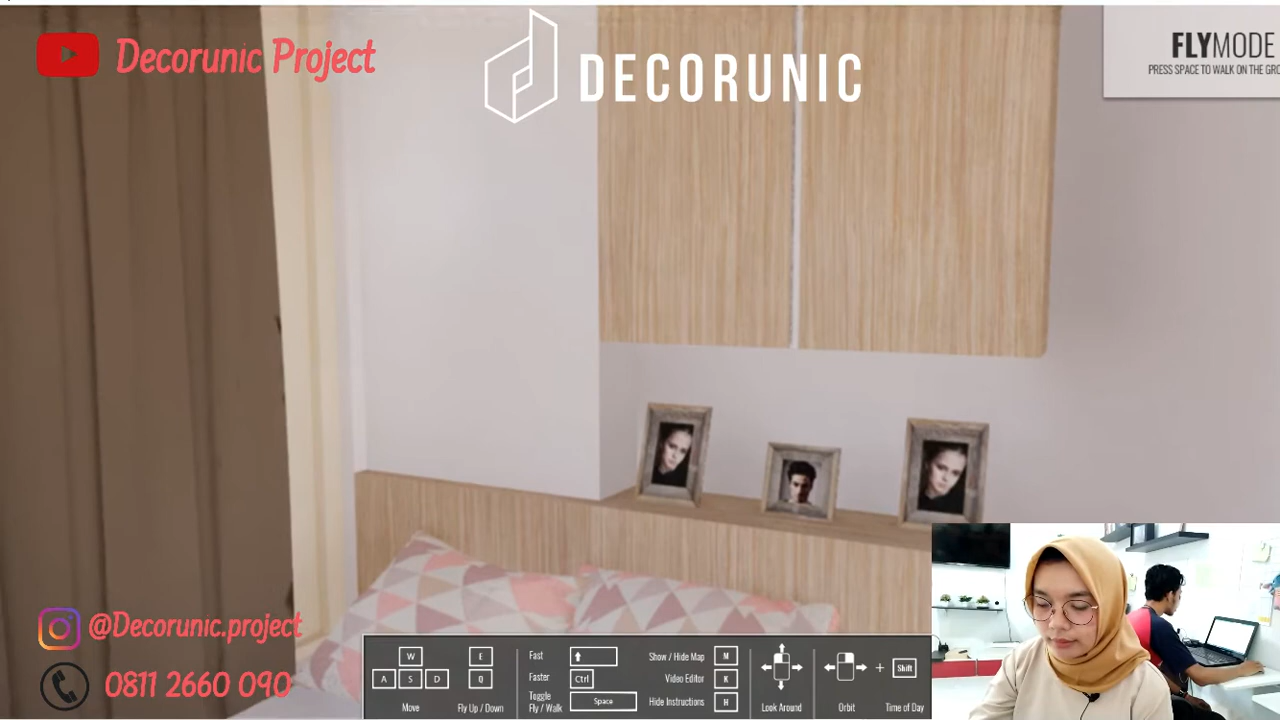 Decorunic Project
DECORUNIC
FLYMODE
PRESS SPACE TO WALK ON THE GRO
@Decorunic.project
0811 2660 090
W
A S D
Move
E
Q
Fly Up / Down
Fast
Faster
Ctrl
Toggle
Fly / Walk
Space
Show / Hide Map
M
Video Editor
K
Hide Instructions
H
Look Around
Orbit
+ Shift
Time of Day